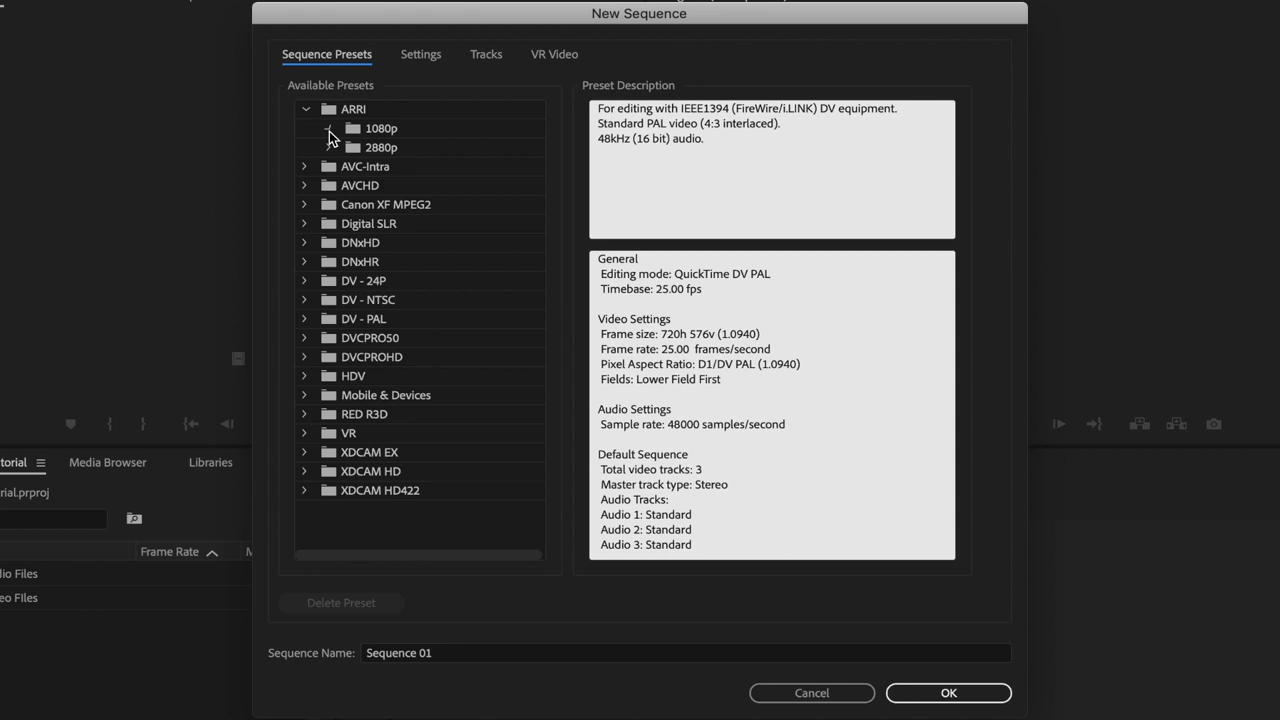 New Sequence
Sequence Presets
Settings
Tracks
VR Video
Available Presets
ARRI
1080p
2880p
AVC-Intra
AVCHD
Canon XF MPEG2
Digital SLR
DNxHD
DNxHR
DV - 24P
DV - NTSC
DV - PAL
DVCPRO50
DVCPROHD
HDV
Mobile & Devices
RED R3D
VR
XDCAM EX
XDCAM HD
XDCAM HD422
Delete Preset
Preset Description
For editing with IEEE1394 (FireWire/i.LINK) DV equipment.
Standard PAL video (4:3 interlaced).
48kHz (16 bit) audio.
General
Editing mode: QuickTime DV PAL
Timebase: 25.00 fps
Video Settings
Frame size: 720h 576v (1.0940)
Frame rate: 25.00 frames/second
Pixel Aspect Ratio: D1/DV PAL (1.0940)
Fields: Lower Field First
Audio Settings
Sample rate: 48000 samples/second
Default Sequence
Total video tracks: 3
Master track type: Stereo
Audio Tracks:
Audio 1: Standard
Audio 2: Standard
Audio 3: Standard
Sequence Name: Sequence 01
Cancel
OK
torial
Media Browser
Libraries
rial.prproj
Frame Rate
M
dio Files
eo FIles